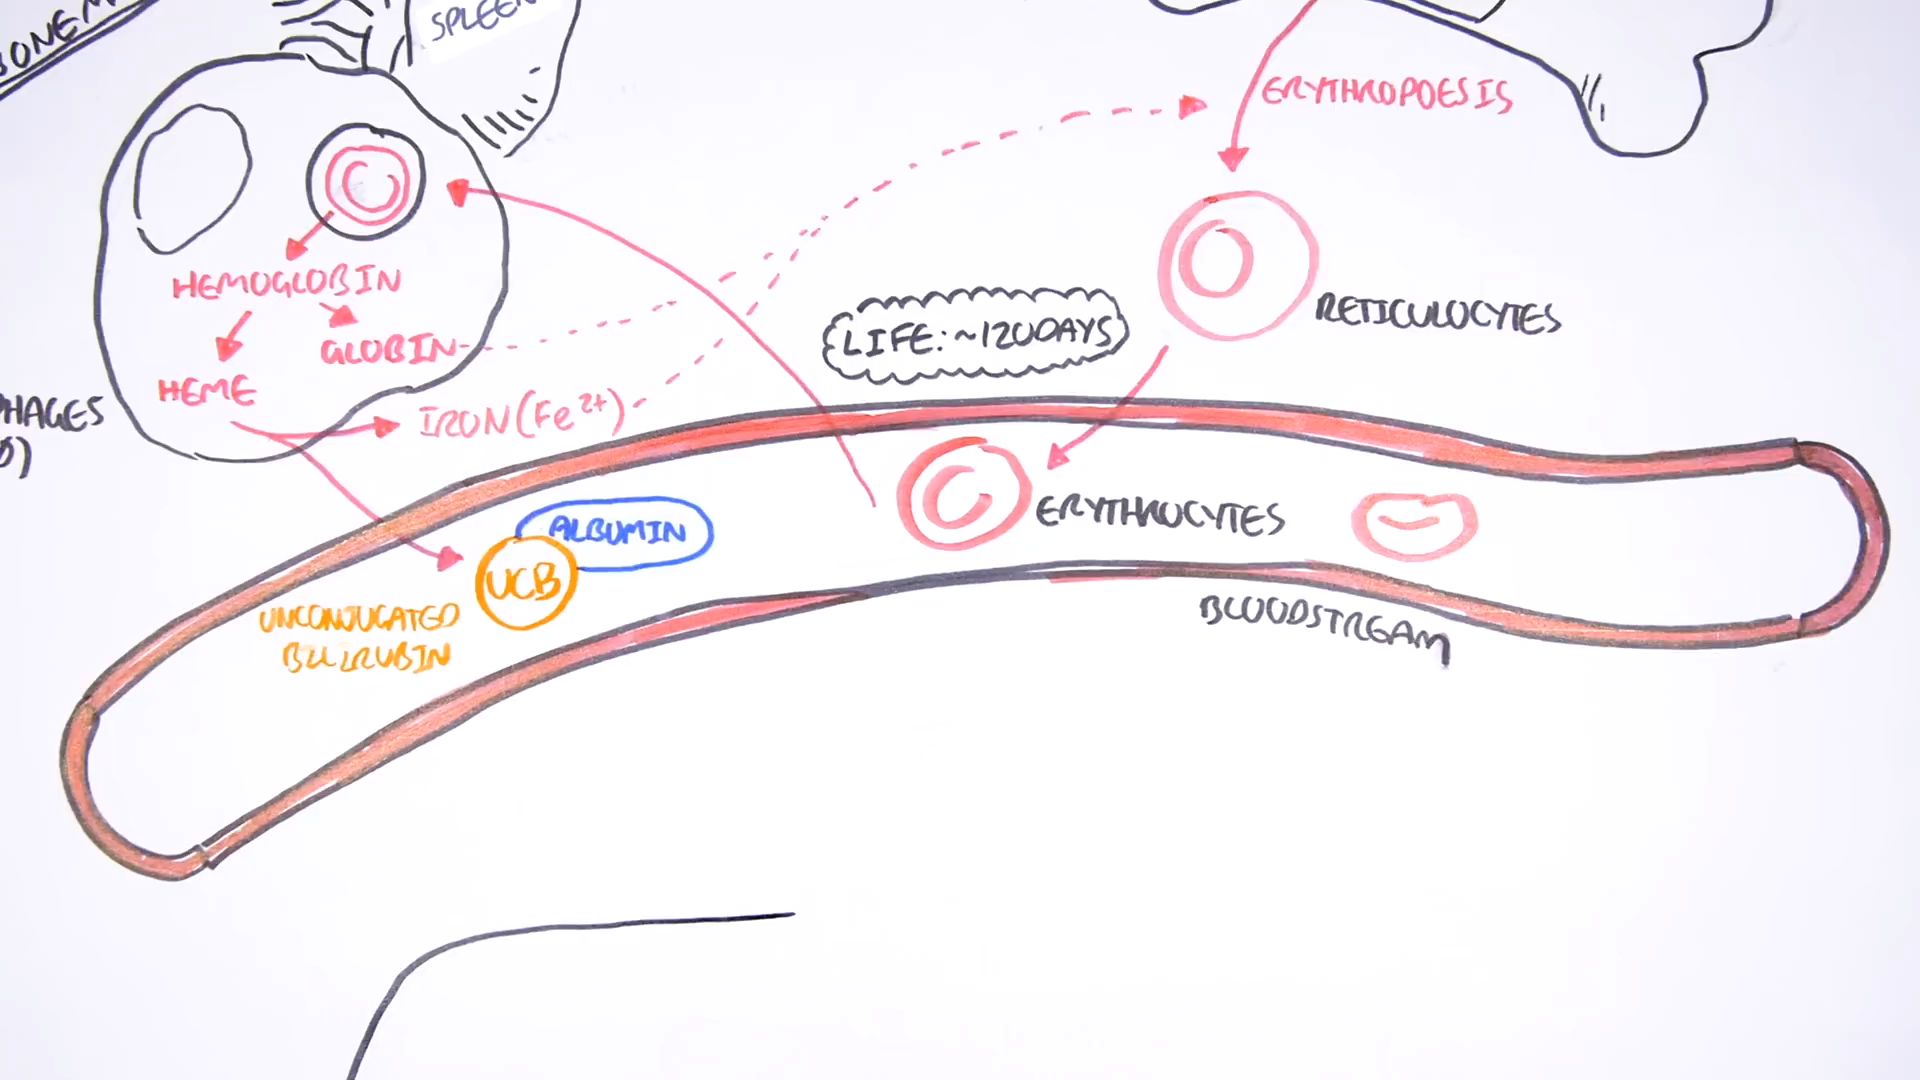 SPLEEN
ERYTHROPOESIS
HEMOGLOBIN
GLOBIN
HEME
IRON (Fe²⁺)
LIFE: ~120DAYS
RETICULOCYTES
ALBUMIN
UCB
UNCONJUGATED
BILIRUBIN
ERYTHROCYTES
BLOODSTREAM